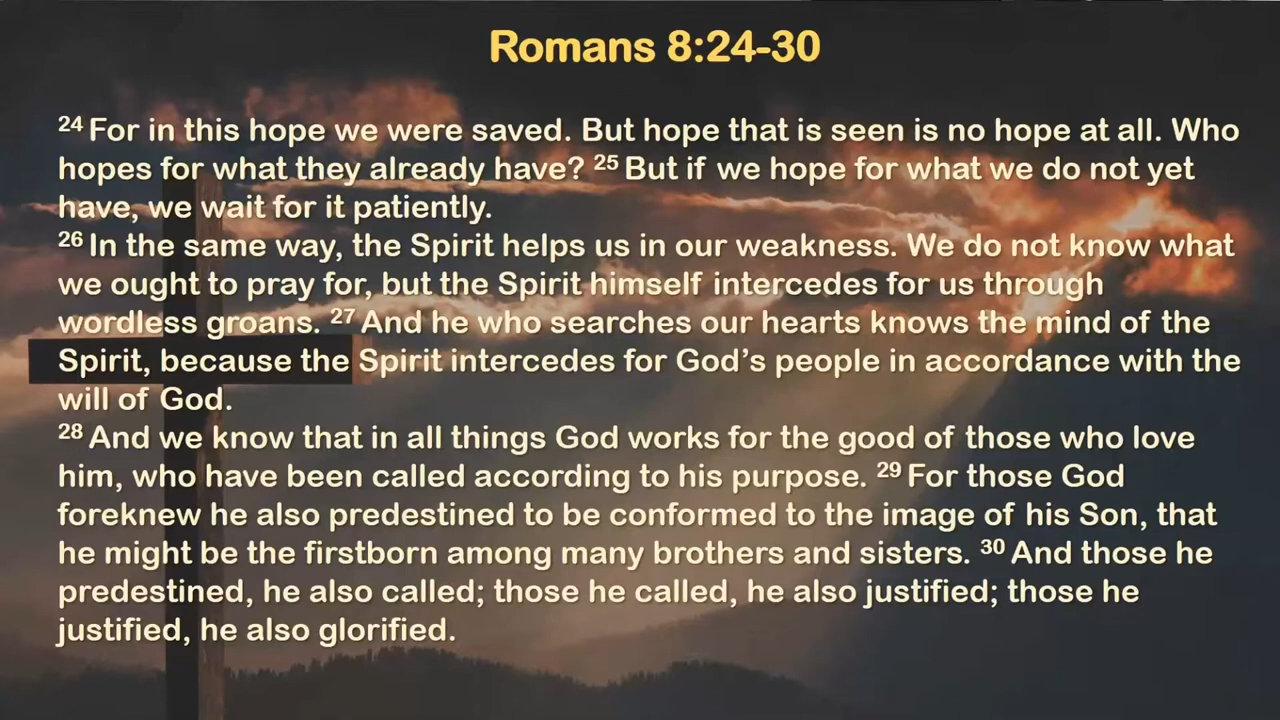 Romans 8:24-30
24 For in this hope we were saved. But hope that is seen is no hope at all. Who
hopes for what they already have? 25 But if we hope for what we do not yet
have, we wait for it patiently.
26 In the same way, the Spirit helps us in our weakness. We do not know what
we ought to pray for, but the Spirit himself intercedes for us through
wordless groans. 27 And he who searches our hearts knows the mind of the
Spirit, because the Spirit intercedes for God’s people in accordance with the
will of God.
28 And we know that in all things God works for the good of those who love
him, who have been called according to his purpose. 29 For those God
foreknew he also predestined to be conformed to the image of his Son, that
he might be the firstborn among many brothers and sisters. 30 And those he
predestined, he also called; those he called, he also justified; those he
justified, he also glorified.